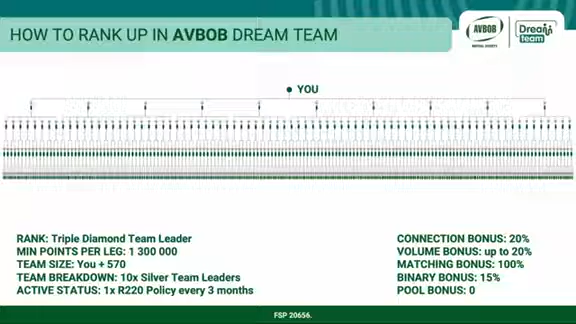 HOW TO RANK UP IN AVBOB DREAM TEAM
AVBOB
MUTUAL SOCIETY
Dream
team
YOU
RANK: Triple Diamond Team Leader
MIN POINTS PER LEG: 1 300 000
TEAM SIZE: You + 570
TEAM BREAKDOWN: 10x Silver Team Leaders
ACTIVE STATUS: 1x R220 Policy every 3 months
CONNECTION BONUS: 20%
VOLUME BONUS: up to 20%
MATCHING BONUS: 100%
BINARY BONUS: 15%
POOL BONUS: 0
FSP 20656.